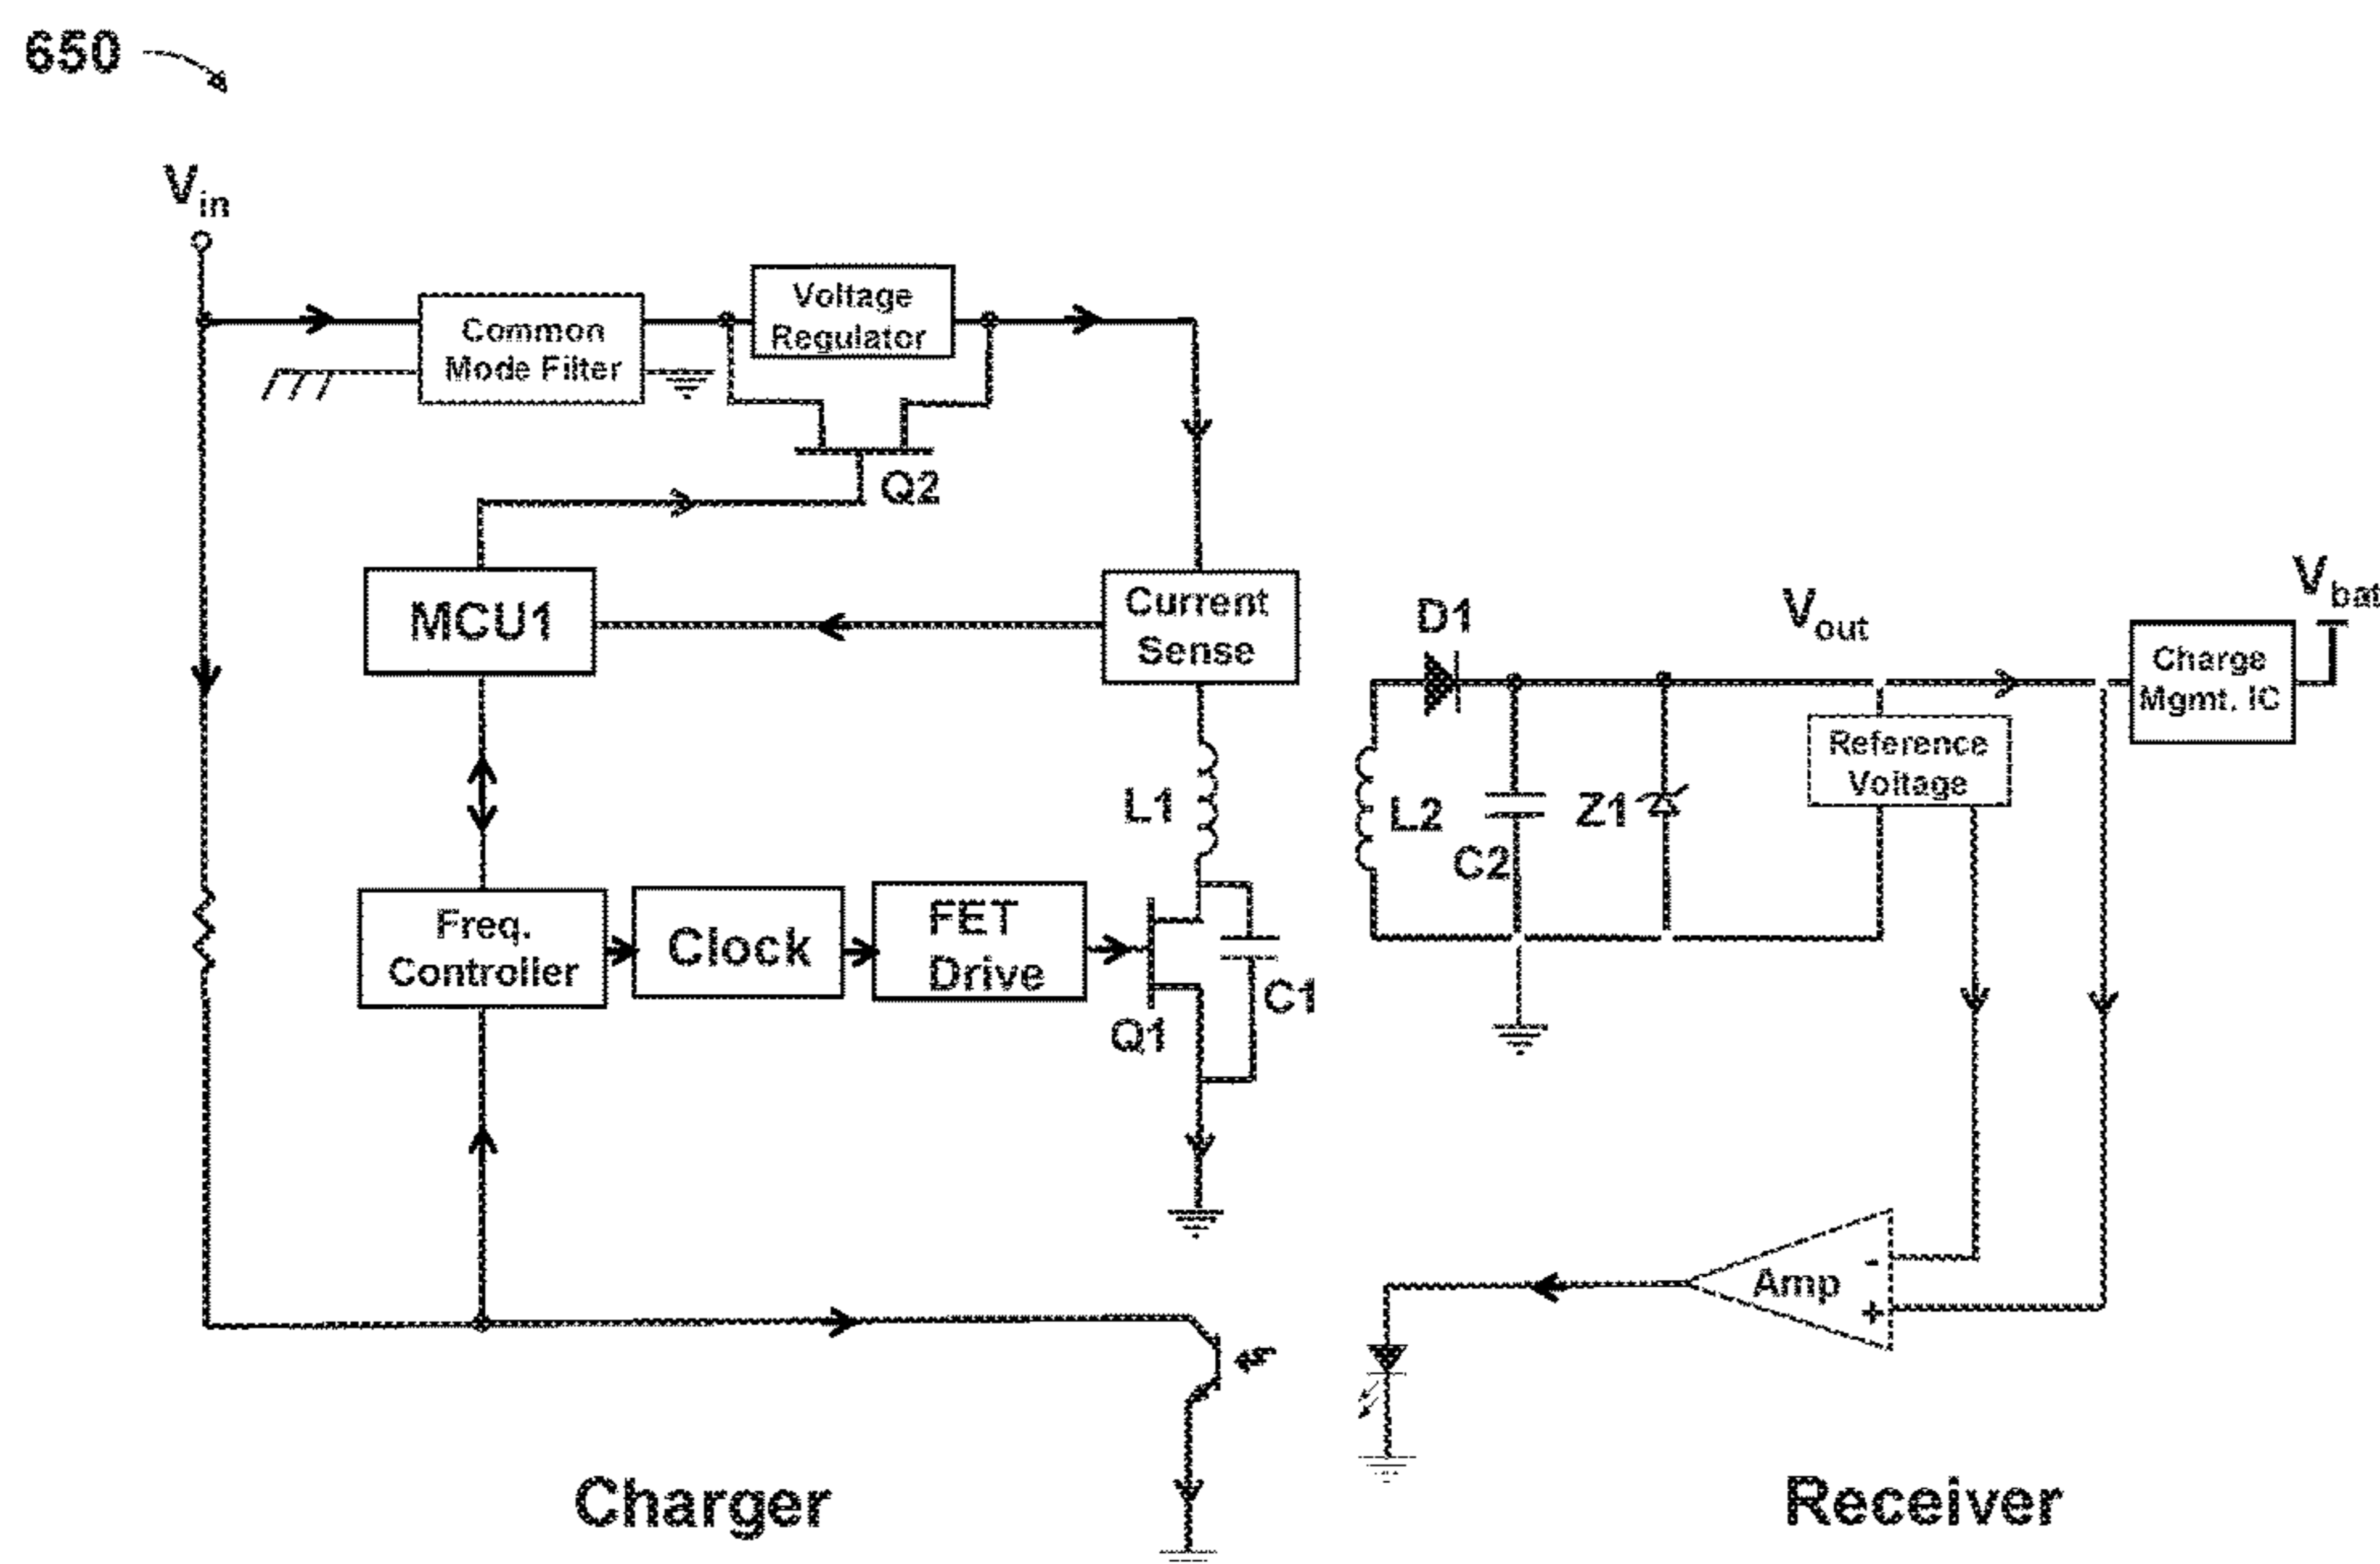 650
Vin
Common
Mode Filter
Voltage
Regulator
Q2
MCU1
Current
Sense
L1
Freq.
Controller
Clock
FET
Drive
Q1
C1
D1
Vout
Vbat
Charge
Mgmt. IC
Reference
Voltage
L2
C2
Z1
Amp
-
+
Charger
Receiver